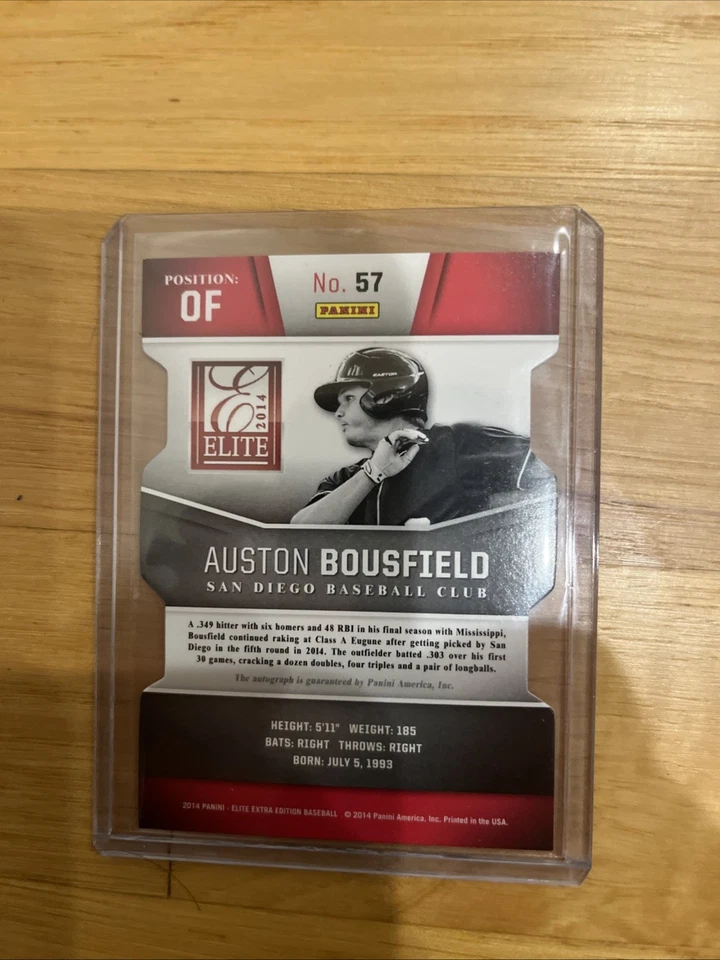 POSITION:
OF
No. 57
PANINI
EASTON
E
2014
ELITE
AUSTON BOUSFIELD
SAN DIEGO BASEBALL CLUB
A .349 hitter with six homers and 48 RBI in his final season with Mississippi,
Bousfield continued raking at Class A Eugune after getting picked by San
Diego in the fifth round in 2014. The outfielder batted .303 over his first
30 games, cracking a dozen doubles, four triples and a pair of longballs.
The autograph is guaranteed by Panini America, Inc.
HEIGHT: 5'11" WEIGHT: 185
BATS: RIGHT THROWS: RIGHT
BORN: JULY 5, 1993
2014 PANINI - ELITE EXTRA EDITION BASEBALL © 2014 Panini America, Inc. Printed in the USA.